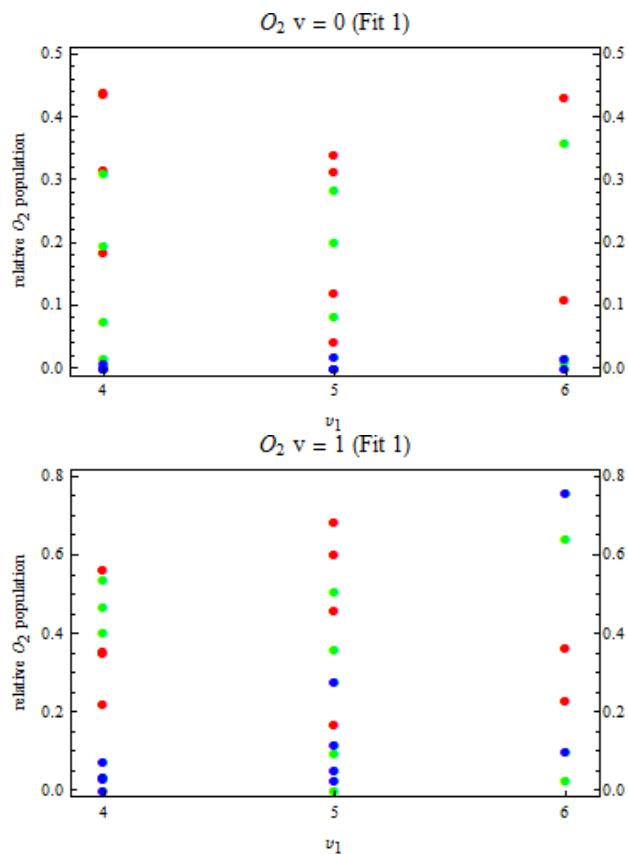 O₂ v = 0 (Fit 1)
0.5 0.5
0.4 0.4
0.3 0.3
relative O₂ population
0.2 0.2
0.1 0.1
0.0 0.0
4 5 6
υ₁
O₂ v = 1 (Fit 1)
0.8 0.8
0.6 0.6
relative O₂ population
0.4 0.4
0.2 0.2
0.0 0.0
4 5 6
υ₁